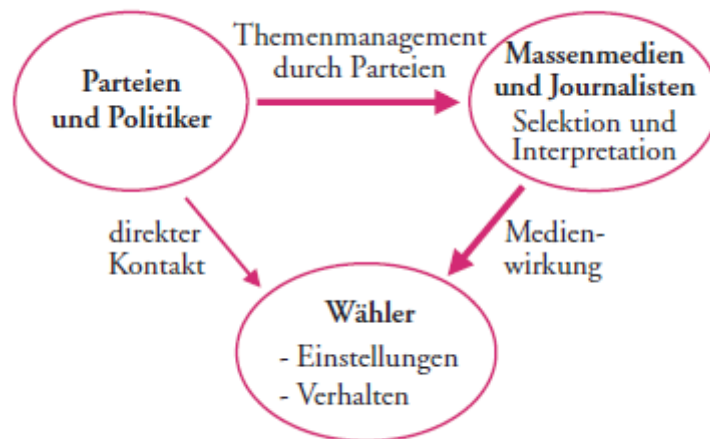 Themenmanagement
durch Parteien
Parteien
und Politiker
Massenmedien
und Journalisten
Selektion und
Interpretation
direkter
Kontakt
Medien-
wirkung
Wähler
- Einstellungen
- Verhalten